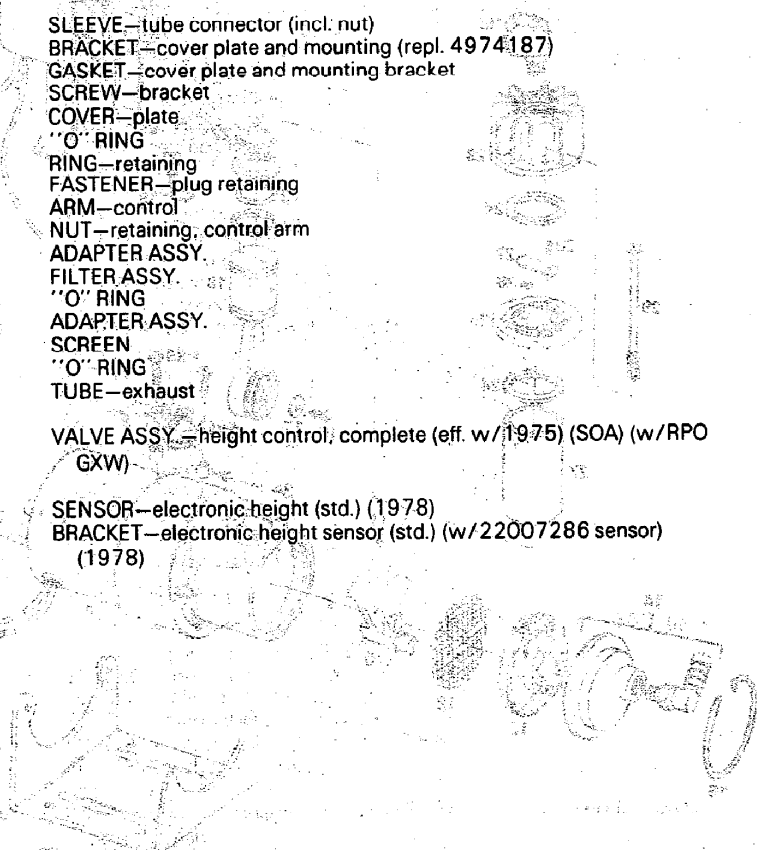 SLEEVE—tube connector (incl. nut)
BRACKET—cover plate and mounting (repl. 4974187)
GASKET—cover plate and mounting bracket
SCREW—bracket
COVER—plate
"O" RING
RING—retaining
FASTENER—plug retaining
ARM—control
NUT—retaining, control arm
ADAPTER ASSY.
FILTER ASSY.
"O" RING
ADAPTER ASSY.
SCREEN
"O" RING
TUBE—exhaust
VALVE ASSY.—height control, complete (eff. w/1975) (SOA) (w/RPO
GXW)
SENSOR—electronic height (std.) (1978)
BRACKET—electronic height sensor (std.) (w/22007286 sensor)
(1978)